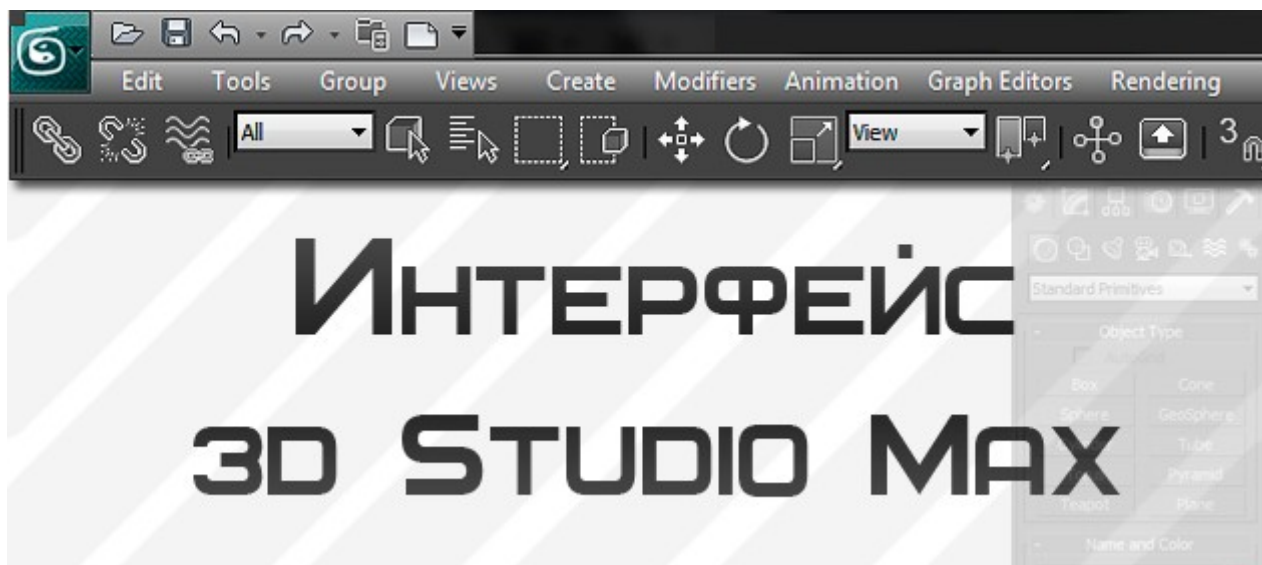 Edit Tools Group Views Create Modifiers Animation Graph Editors Rendering
All View 3
Standard Primitives
Интерфейс
Object Type
Box Cone
Sphere GeoSphere
Tube
3D Studio Max
Pyramid
Teapot Plane
Name and Color